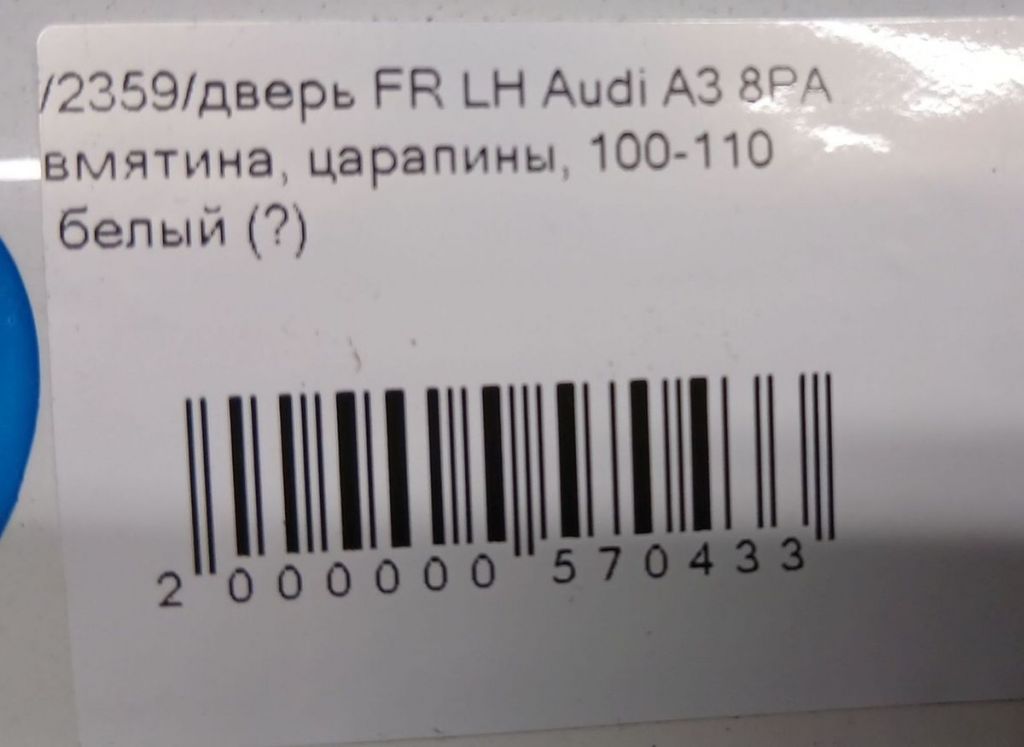 /2359/дверь FR LH Audi A3 8PA
вмятина, царапины, 100-110
белый (?)
2 000000 570433